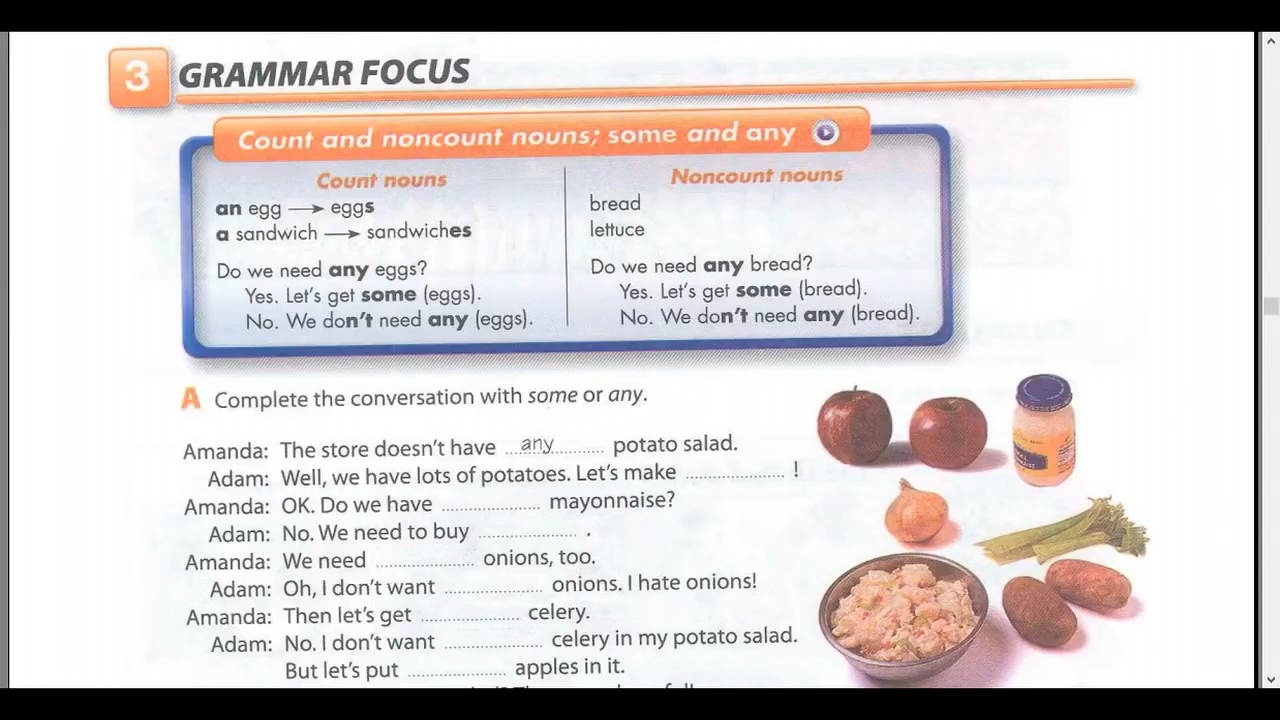 3 GRAMMAR FOCUS
Count and noncount nouns; some and any
Count nouns
an egg → eggs
a sandwich → sandwiches
Do we need any eggs?
Yes. Let's get some (eggs).
No. We don't need any (eggs).
Noncount nouns
bread
lettuce
Do we need any bread?
Yes. Let's get some (bread).
No. We don't need any (bread).
A Complete the conversation with some or any.
Amanda: The store doesn't have any potato salad.
Adam: Well, we have lots of potatoes. Let's make .................... !
Amanda: OK. Do we have .................... mayonnaise?
Adam: No. We need to buy .................... .
Amanda: We need .................... onions, too.
Adam: Oh, I don't want .................... onions. I hate onions!
Amanda: Then let's get .................... celery.
Adam: No. I don't want .................... celery in my potato salad.
But let's put .................... apples in it.